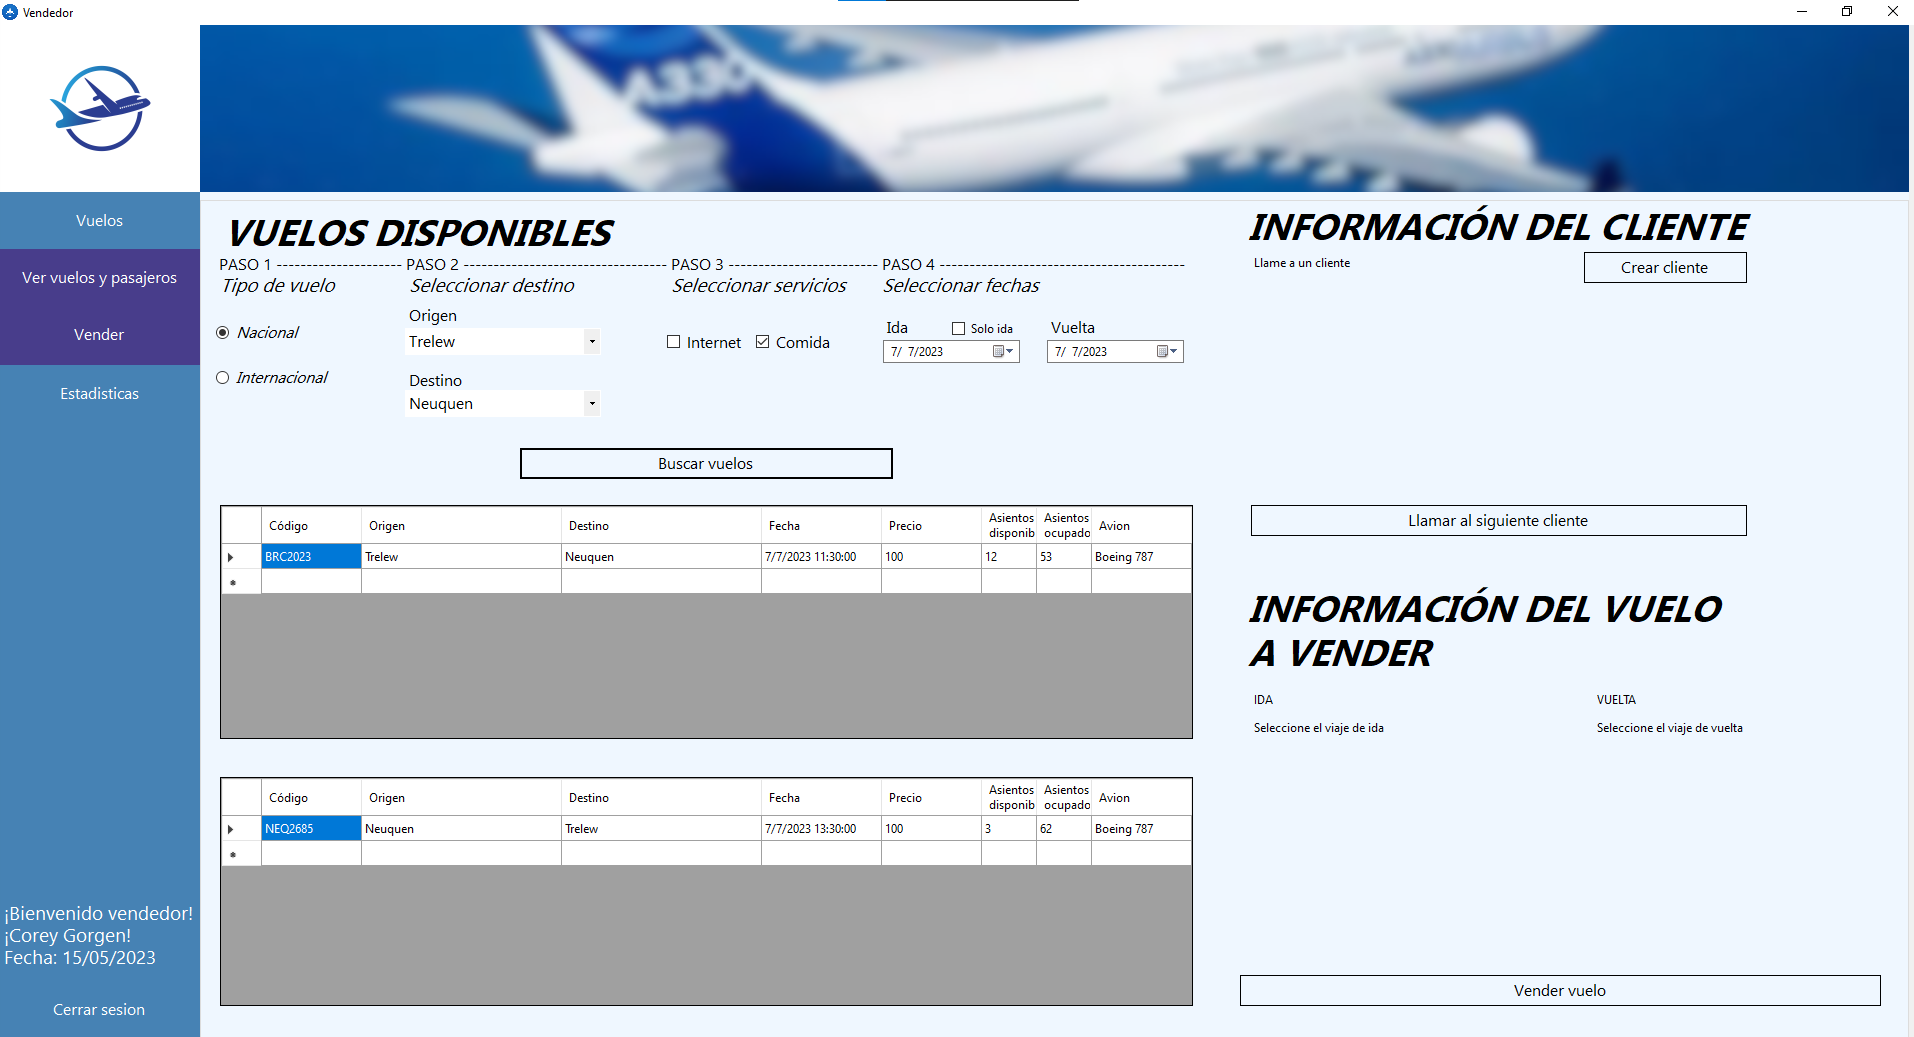 Vendedor
A330
Vuelos
Ver vuelos y pasajeros
Vender
Estadisticas
¡Bienvenido vendedor!
¡Corey Gorgen!
Fecha: 15/05/2023
Cerrar sesion
VUELOS DISPONIBLES
PASO 1 --------------------- PASO 2 ---------------------------------- PASO 3 ------------------------- PASO 4 -----------------------------------------
Tipo de vuelo Seleccionar destino Seleccionar servicios Seleccionar fechas
Nacional
Internacional
Origen
Trelew
Destino
Neuquen
Internet Comida
Ida Solo ida Vuelta
7/ 7/2023 7/ 7/2023
Buscar vuelos
Código Origen Destino Fecha Precio Asientos disponib Asientos ocupado Avion
BRC2023 Trelew Neuquen 7/7/2023 11:30:00 100 12 53 Boeing 787
Código Origen Destino Fecha Precio Asientos disponib Asientos ocupado Avion
NEQ2685 Neuquen Trelew 7/7/2023 13:30:00 100 3 62 Boeing 787
INFORMACIÓN DEL CLIENTE
Llame a un cliente
Crear cliente
Llamar al siguiente cliente
INFORMACIÓN DEL VUELO
A VENDER
IDA VUELTA
Seleccione el viaje de ida Seleccione el viaje de vuelta
Vender vuelo